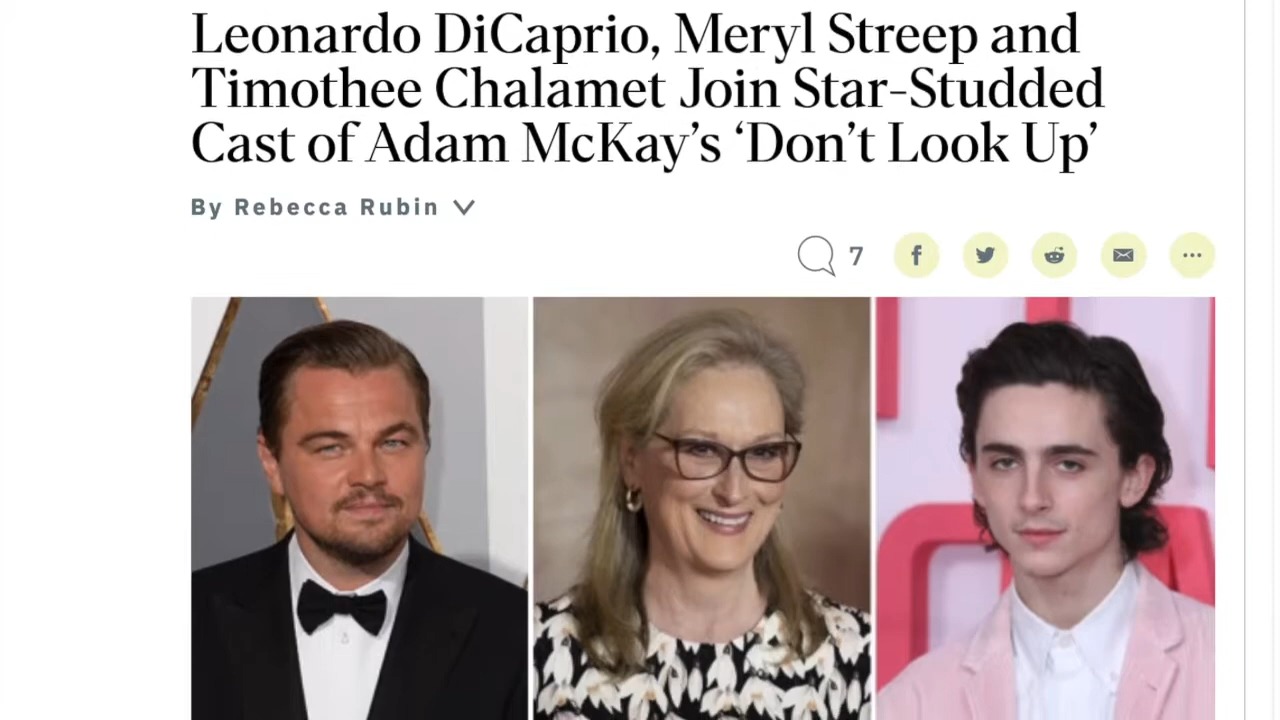 Leonardo DiCaprio, Meryl Streep and
Timothee Chalamet Join Star-Studded
Cast of Adam McKay’s ‘Don’t Look Up’
By Rebecca Rubin
7